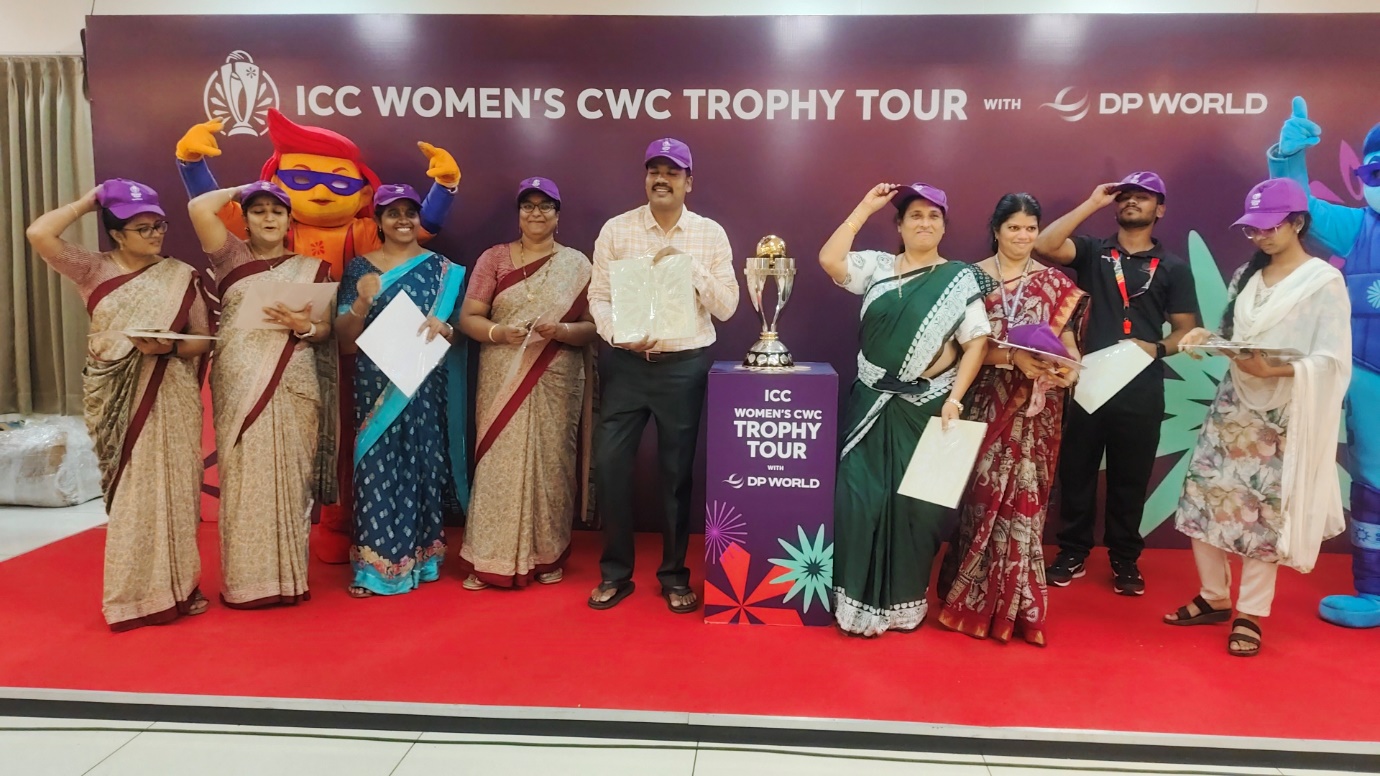 ICC WOMEN'S CWC TROPHY TOUR WITH DP WORLD
ICC
WOMEN'S CWC
TROPHY
TOUR
WITH
DP WORLD